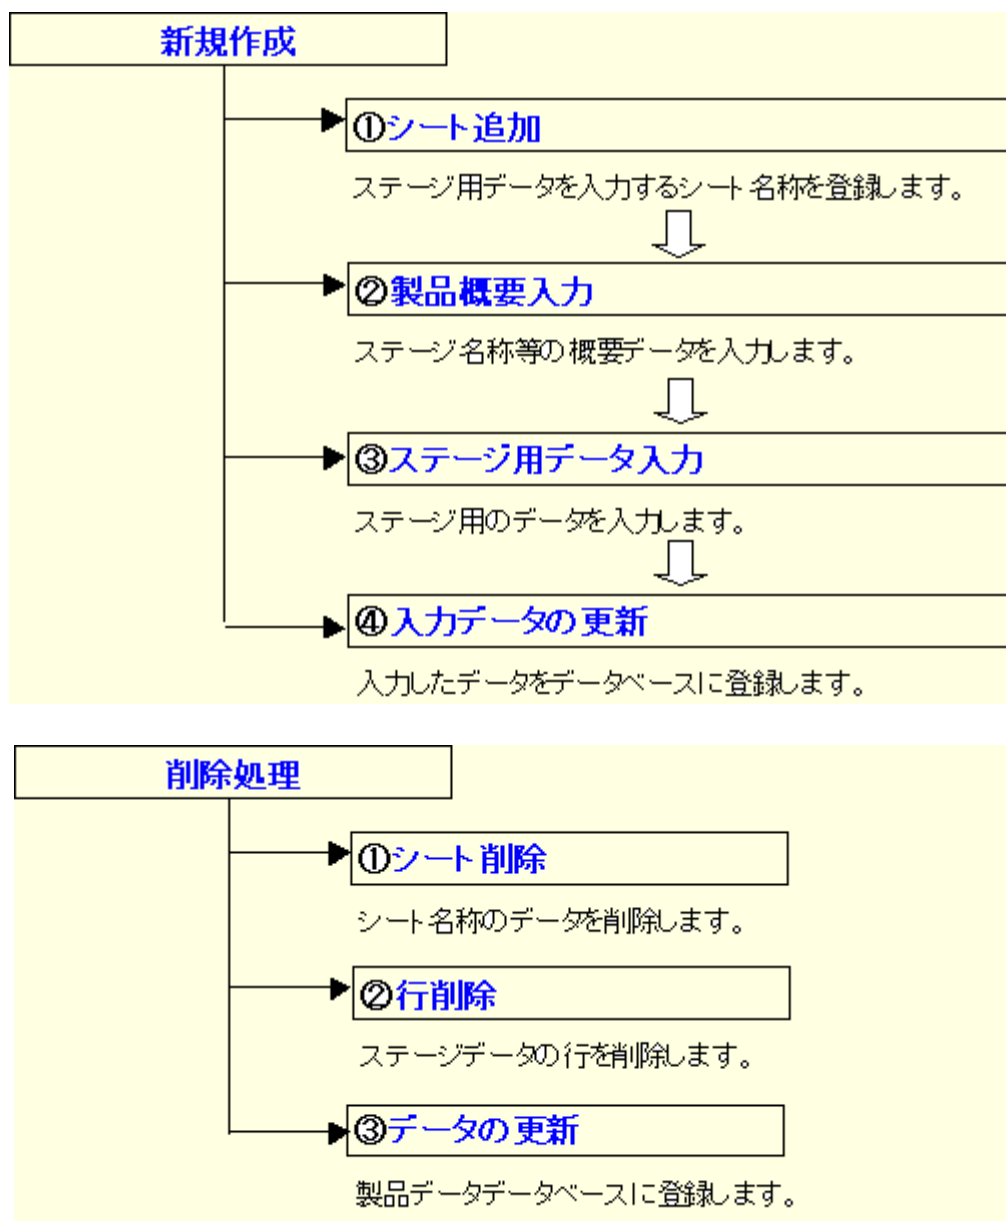 新規作成
①シート追加
ステージ用データを入力するシート名称を登録します。
②製品概要入力
ステージ名称等の概要データを入力します。
③ステージ用データ入力
ステージ用のデータを入力します。
④入力データの更新
入力したデータをデータベースに登録します。
削除処理
①シート削除
シート名称のデータを削除します。
②行削除
ステージデータの行を削除します。
③データの更新
製品データデータベースに登録します。